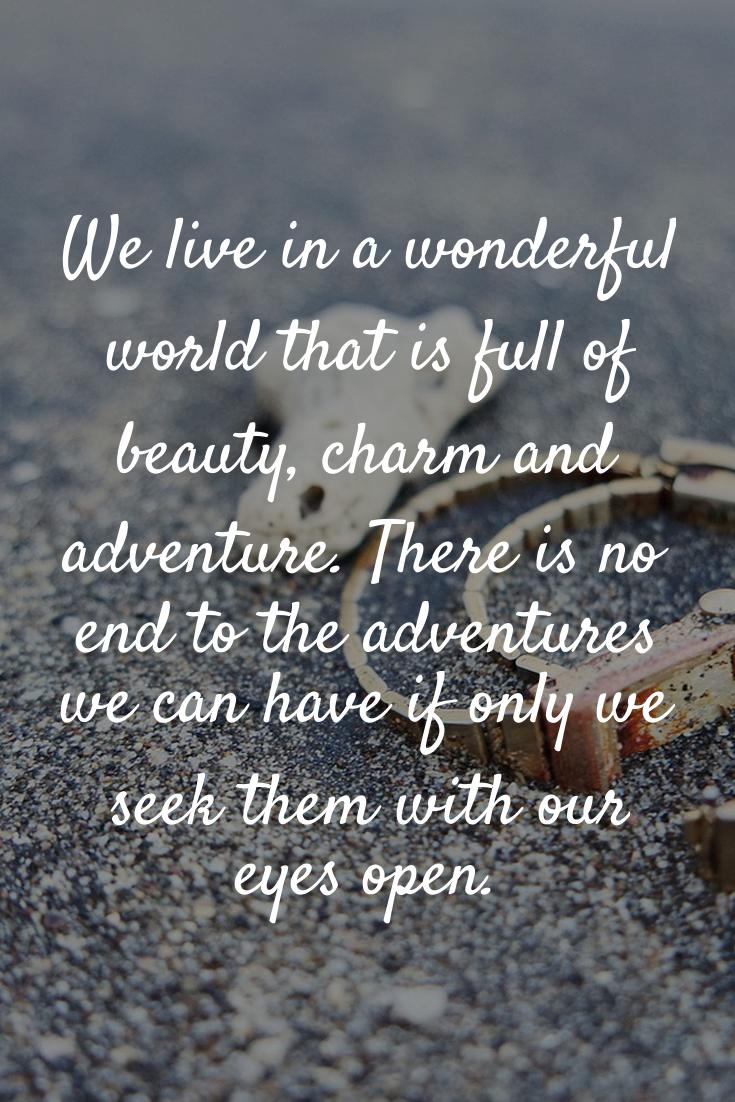 We live in a wonderful
world that is full of
beauty, charm and
adventure. There is no
end to the adventures
we can have if only we
seek them with our
eyes open.